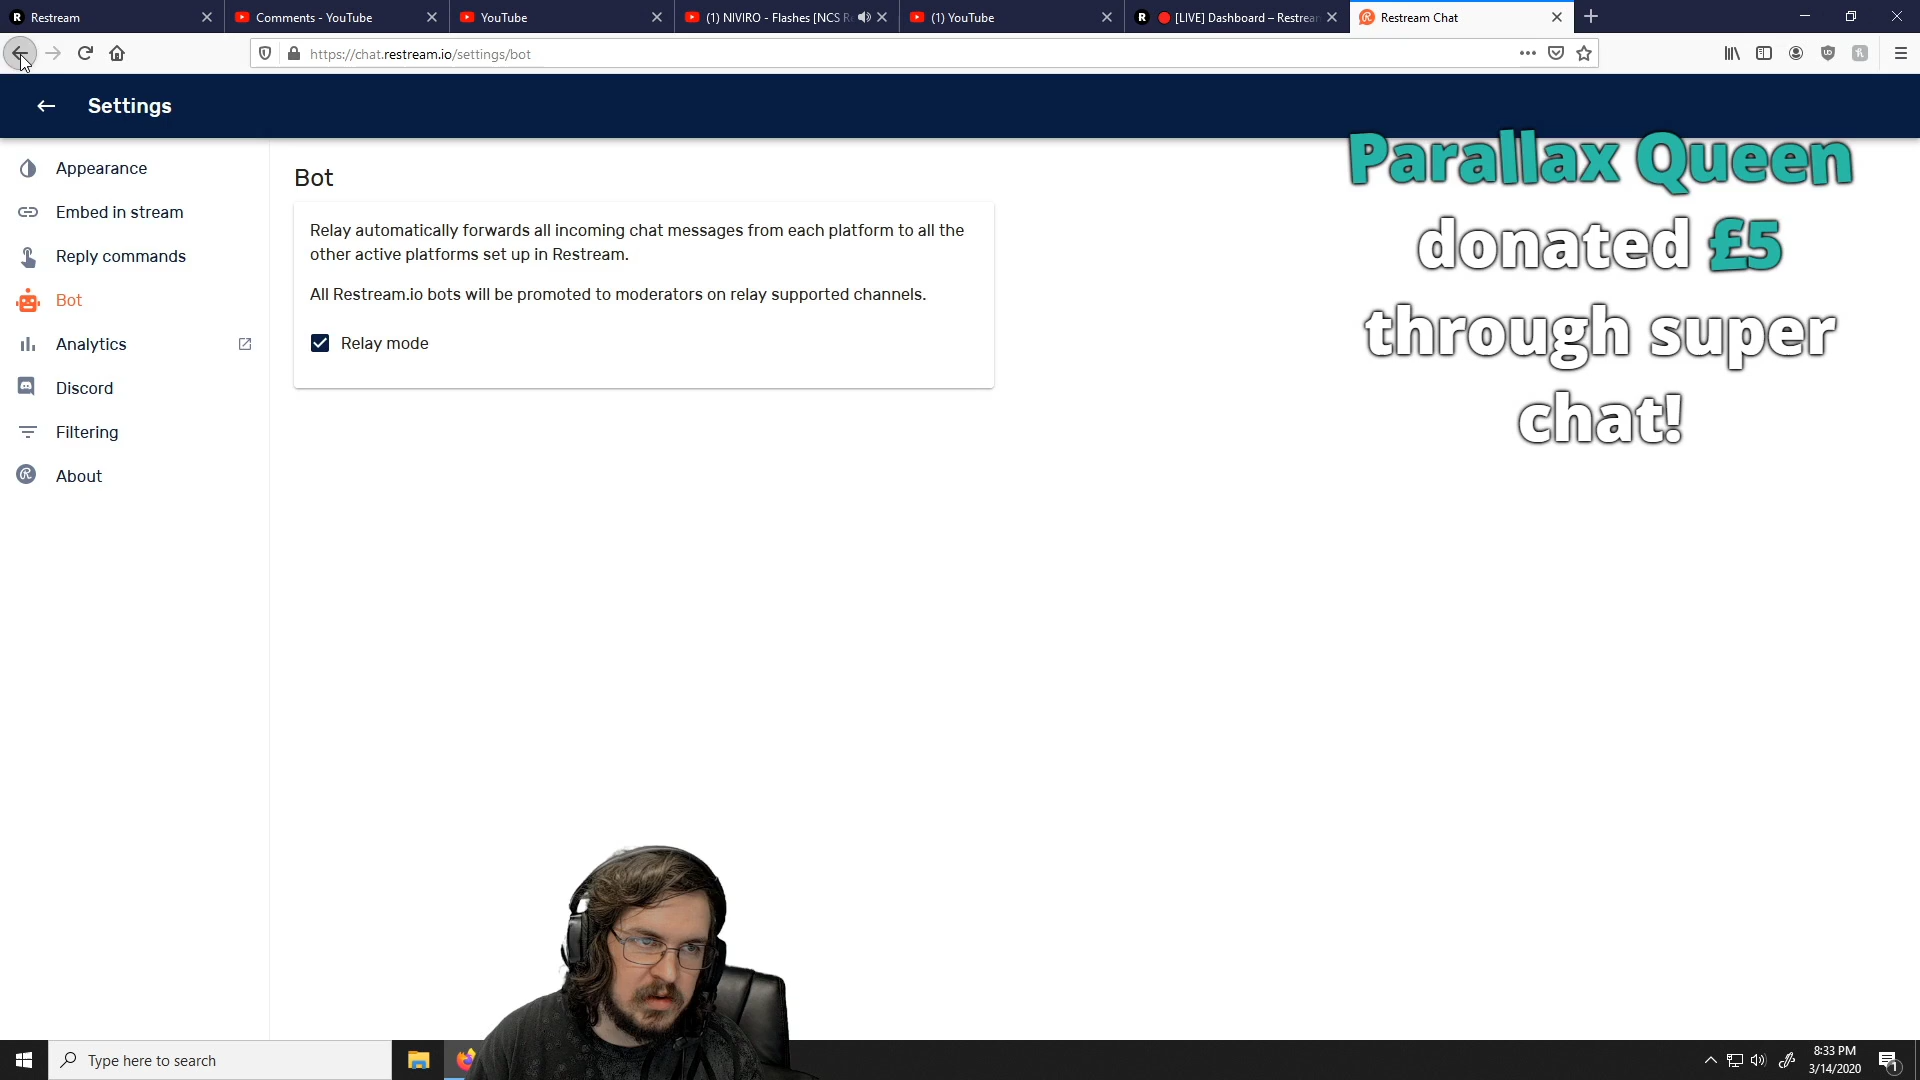 Restream
Comments - YouTube
YouTube
(1) NIVIRO - Flashes [NCS R
(1) YouTube
[LIVE] Dashboard – Restrea
Restream Chat
https://chat.restream.io/settings/bot
Settings
Appearance
Embed in stream
Reply commands
Bot
Analytics
Discord
Filtering
About
Bot
Relay automatically forwards all incoming chat messages from each platform to all the
other active platforms set up in Restream.
All Restream.io bots will be promoted to moderators on relay supported channels.
Relay mode
Parallax Queen
donated £5
through super
chat!
Type here to search
8:33 PM
3/14/2020
1